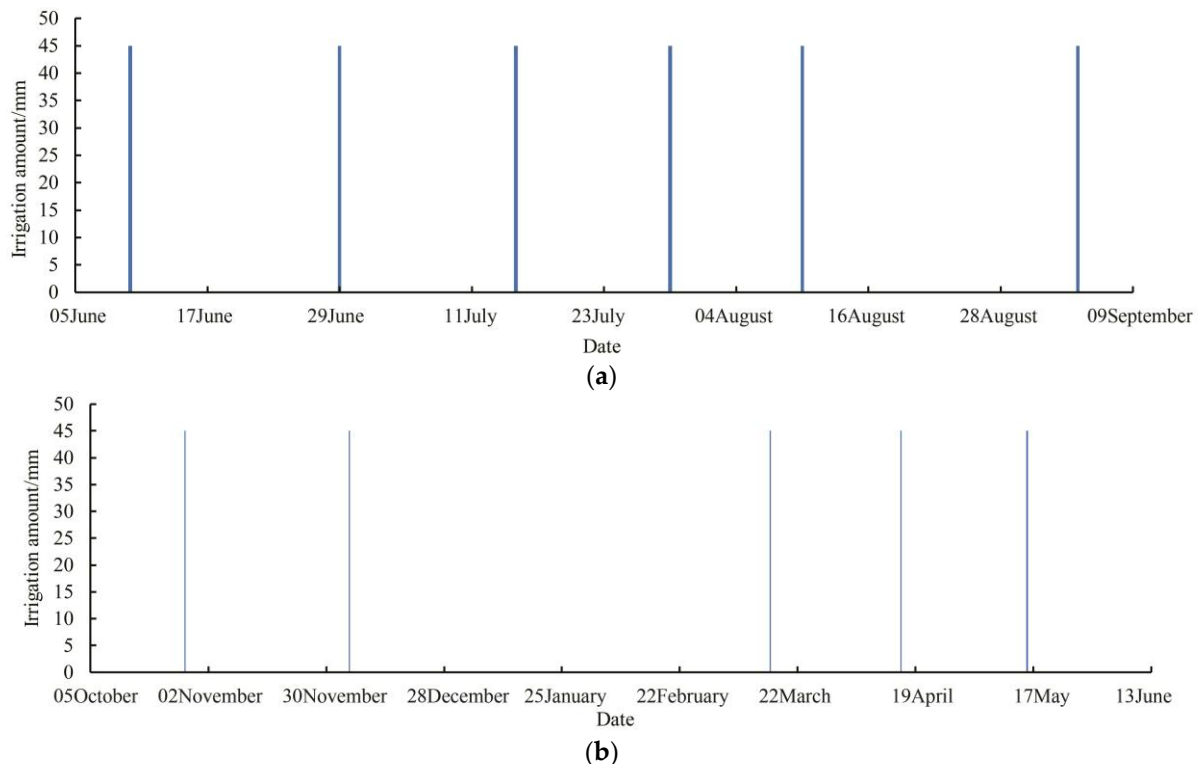 50
45
40
35
30
25
20
15
10
5
0
Irrigation amount/mm
05June 17June 29June 11July 23July 04August 16August 28August 09September
Date
(a)
50
45
40
35
30
25
20
15
10
5
0
Irrigation amount/mm
05October 02November 30November 28December 25January 22February 22March 19April 17May 13June
Date
(b)